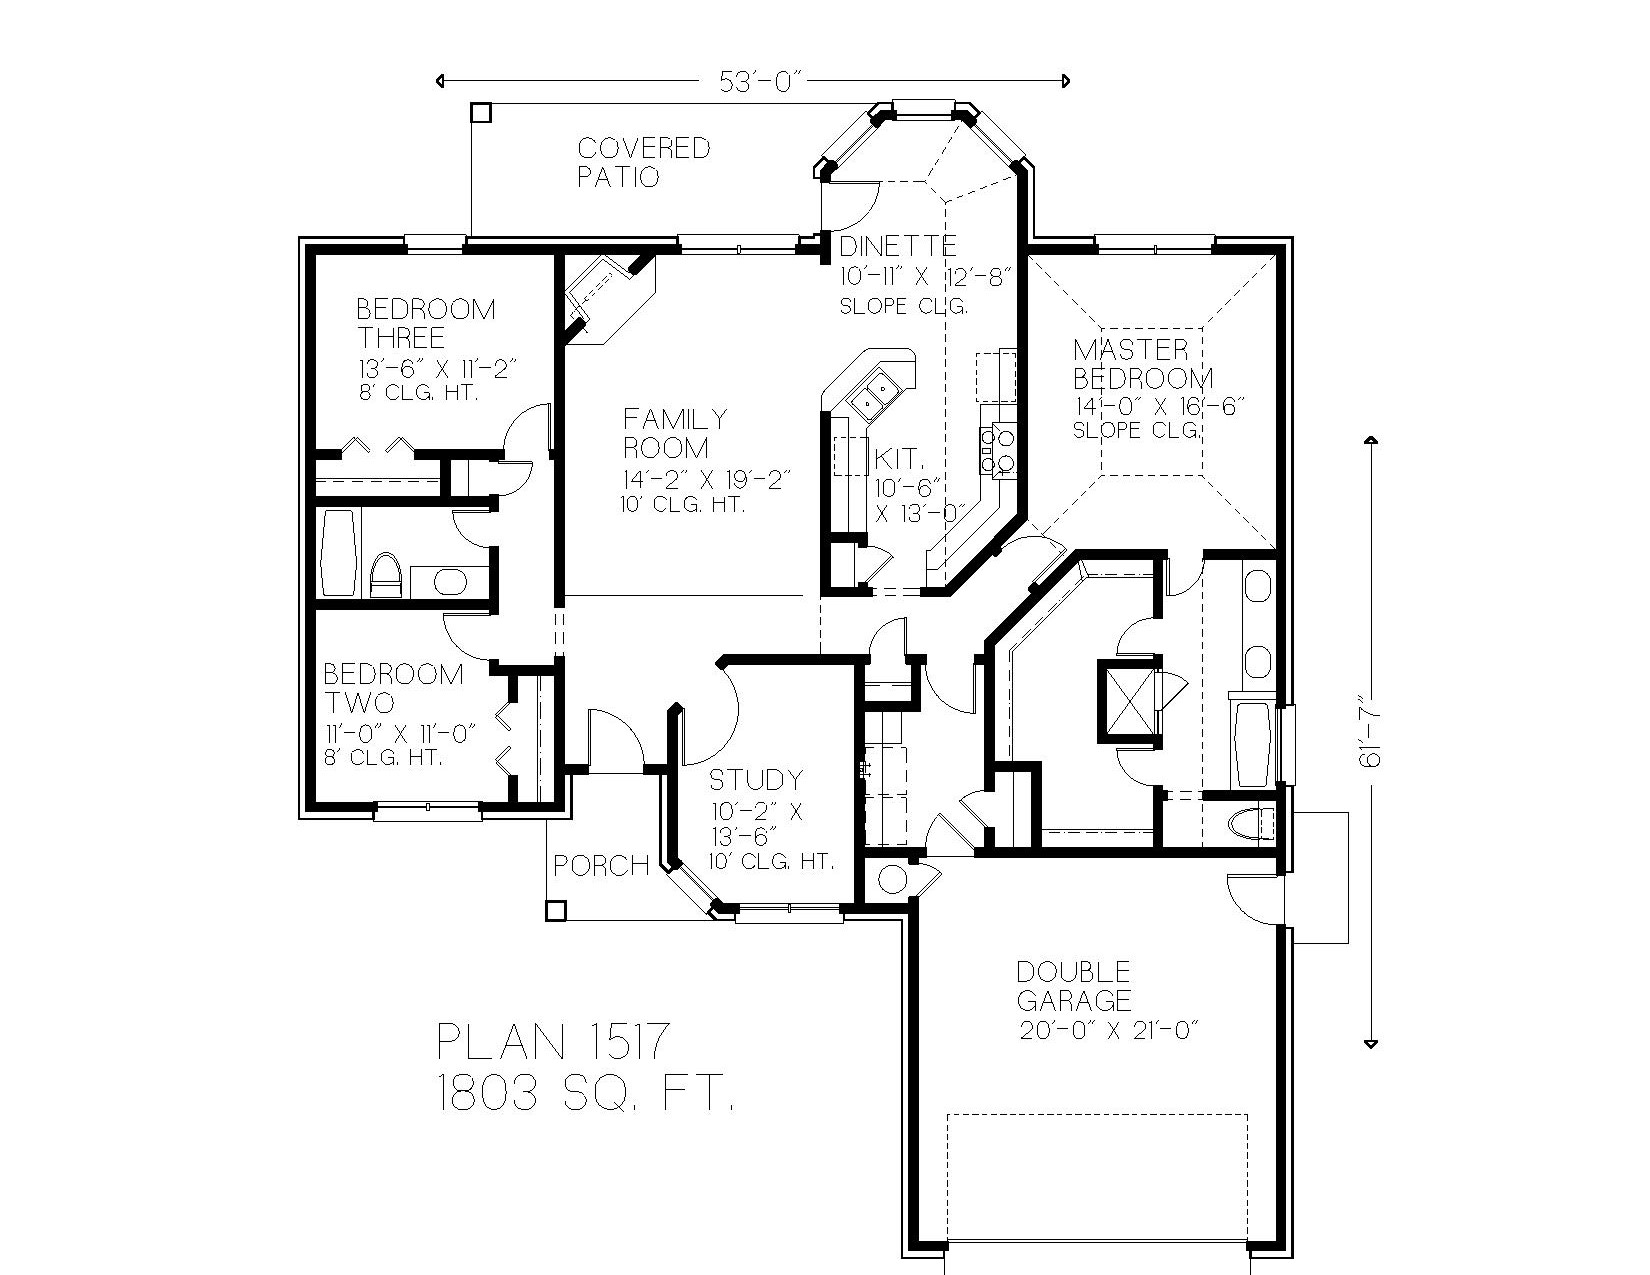 53'-0"
COVERED
PATIO
DINETTE
10'-11" X 12'-8"
SLOPE CLG.
BEDROOM
THREE
13'-6" X 11'-2"
8' CLG. HT.
MASTER
BEDROOM
14'-0" X 16'-6"
SLOPE CLG.
FAMILY
ROOM
14'-2" X 19'-2"
10' CLG. HT.
KIT.
10'-6"
X 13'-0"
BEDROOM
TWO
11'-0" X 11'-0"
8' CLG. HT.
61'-7"
STUDY
10'-2" X
13'-6"
10' CLG. HT.
PORCH
DOUBLE
GARAGE
20'-0" X 21'-0"
PLAN 1517
1803 SQ. FT.